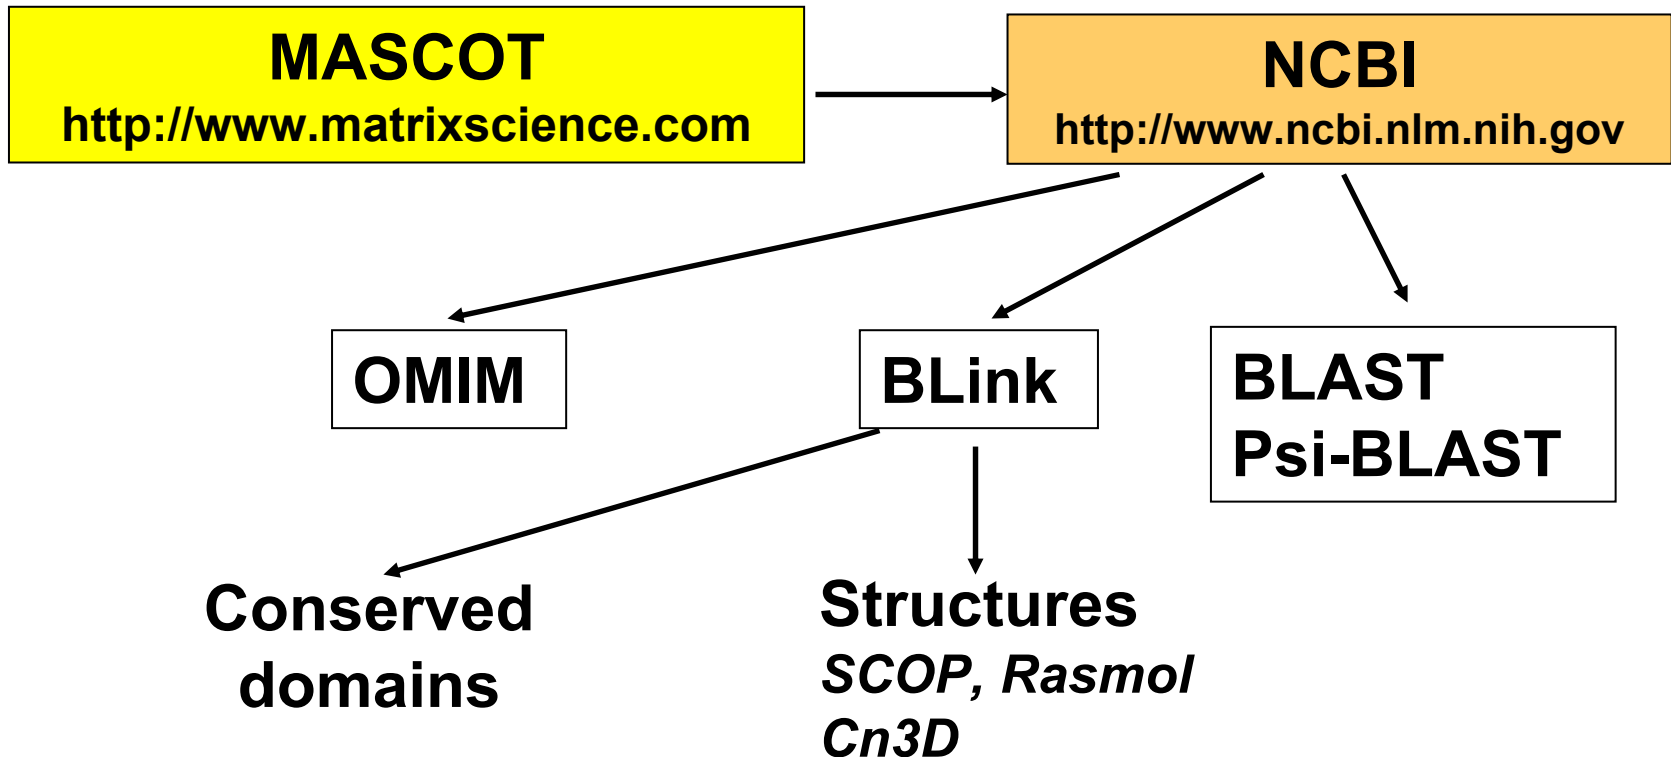 MASCOT
http://www.matrixscience.com
NCBI
http://www.ncbi.nlm.nih.gov
OMIM
BLink
BLAST
Psi-BLAST
Conserved
domains
Structures
SCOP, Rasmol
Cn3D